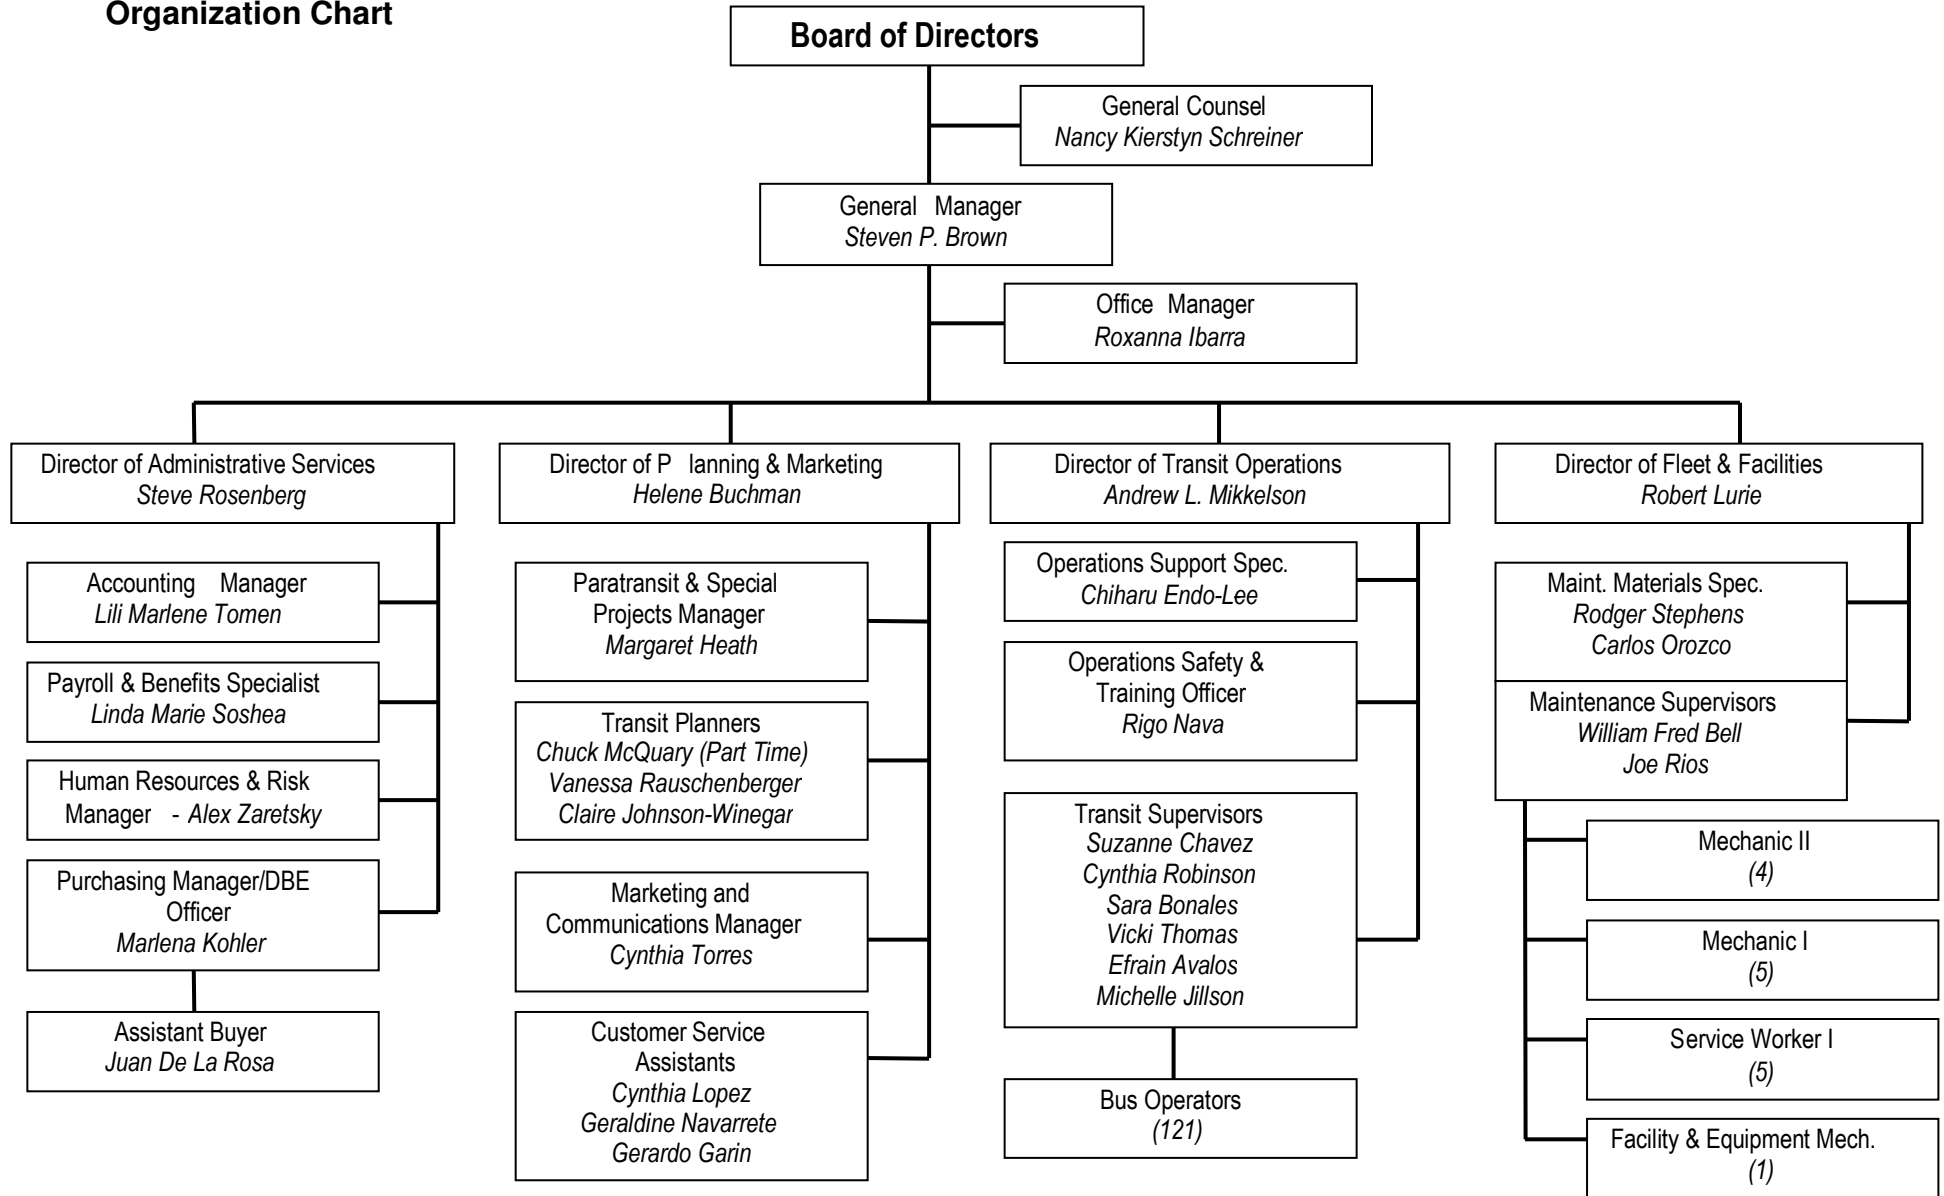 Organization Chart
Board of Directors
General Counsel
Nancy Kierstyn Schreiner
General Manager
Steven P. Brown
Office Manager
Roxanna Ibarra
Director of Administrative Services
Steve Rosenberg
Accounting Manager
Lili Marlene Tomen
Payroll & Benefits Specialist
Linda Marie Soshea
Human Resources & Risk
Manager - Alex Zaretsky
Purchasing Manager/DBE
Officer
Marlena Kohler
Assistant Buyer
Juan De La Rosa
Director of P lanning & Marketing
Helene Buchman
Paratransit & Special
Projects Manager
Margaret Heath
Transit Planners
Chuck McQuary (Part Time)
Vanessa Rauschenberger
Claire Johnson-Winegar
Marketing and
Communications Manager
Cynthia Torres
Customer Service
Assistants
Cynthia Lopez
Geraldine Navarrete
Gerardo Garin
Director of Transit Operations
Andrew L. Mikkelson
Operations Support Spec.
Chiharu Endo-Lee
Operations Safety &
Training Officer
Rigo Nava
Transit Supervisors
Suzanne Chavez
Cynthia Robinson
Sara Bonales
Vicki Thomas
Efrain Avalos
Michelle Jillson
Bus Operators
(121)
Director of Fleet & Facilities
Robert Lurie
Maint. Materials Spec.
Rodger Stephens
Carlos Orozco
Maintenance Supervisors
William Fred Bell
Joe Rios
Mechanic II
(4)
Mechanic I
(5)
Service Worker I
(5)
Facility & Equipment Mech.
(1)